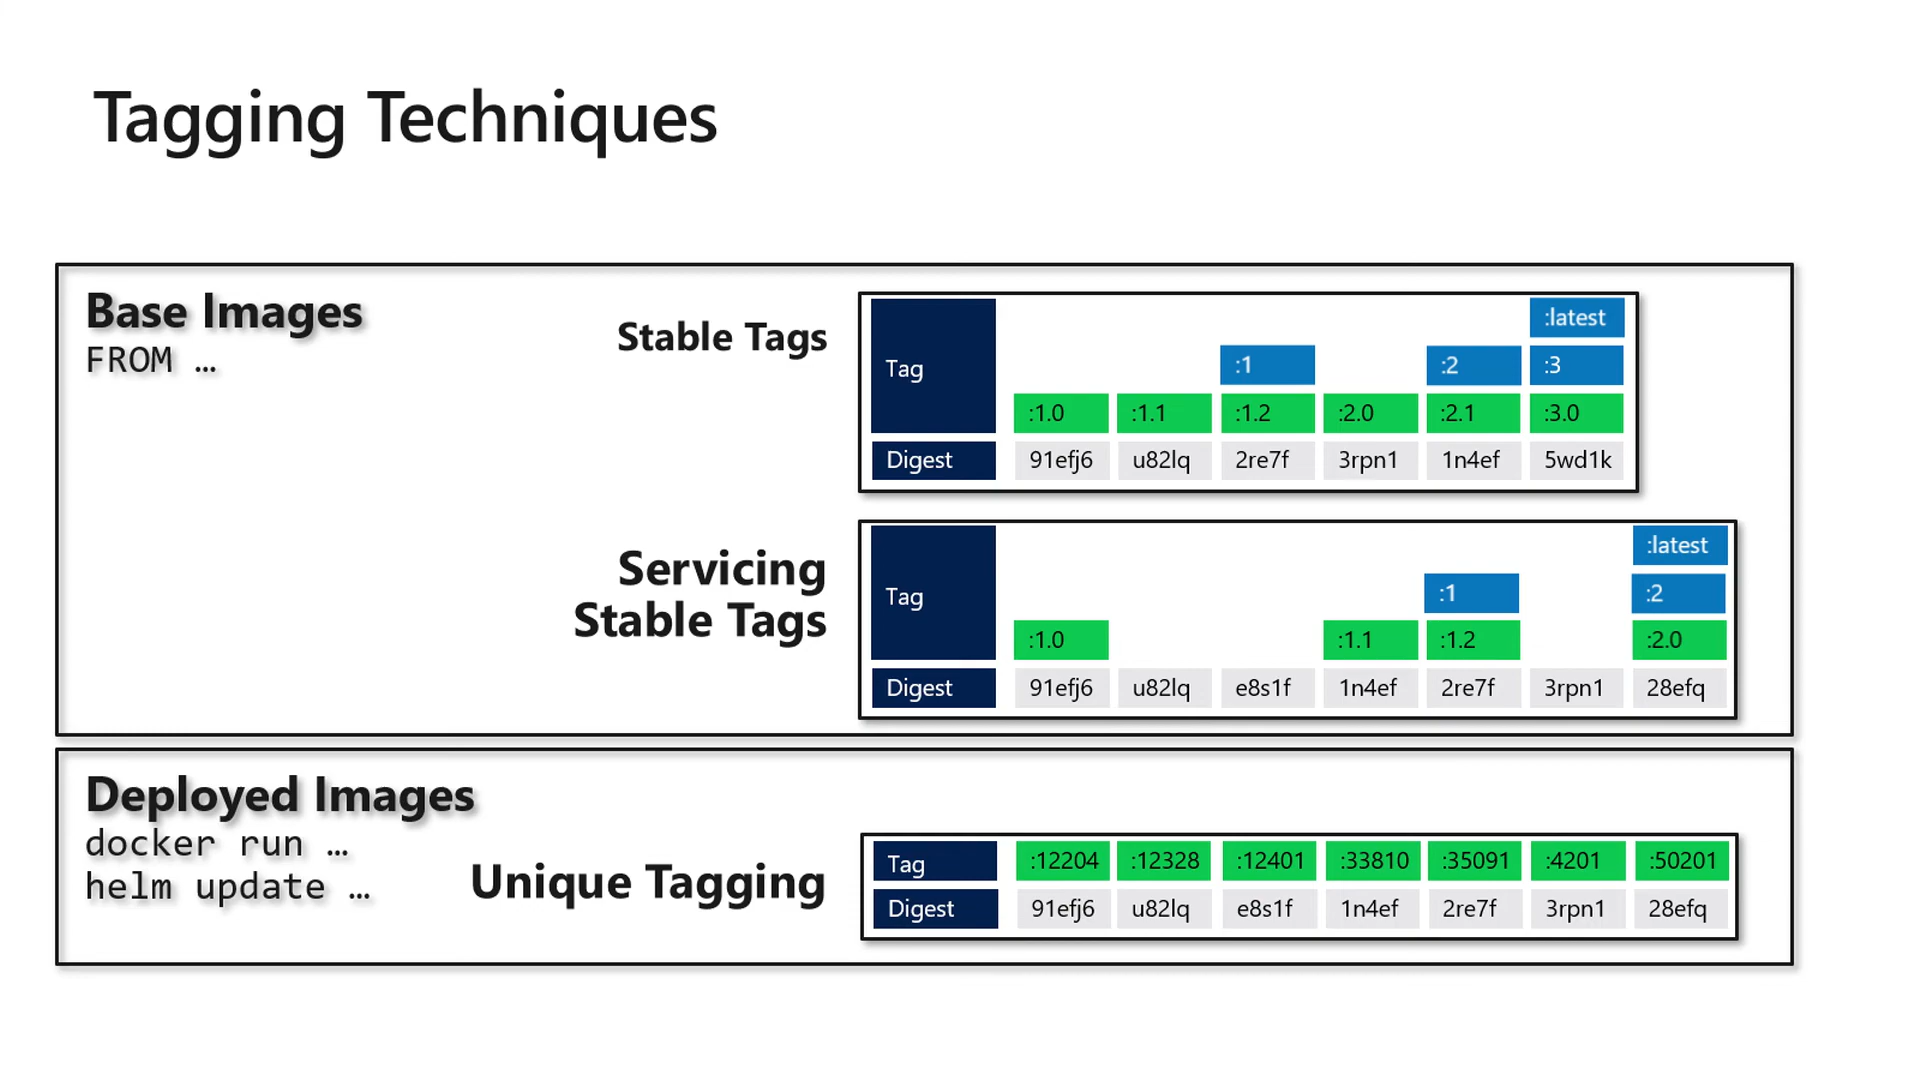 Tagging Techniques
Base Images
FROM …
Stable Tags
Tag
:latest
:1 :2 :3
:1.0 :1.1 :1.2 :2.0 :2.1 :3.0
Digest 91efj6 u82lq 2re7f 3rpn1 1n4ef 5wd1k
Servicing
Stable Tags
Tag
:latest
:1 :2
:1.0 :1.1 :1.2 :2.0
Digest 91efj6 u82lq e8s1f 1n4ef 2re7f 3rpn1 28efq
Deployed Images
docker run …
helm update …
Unique Tagging
Tag :12204 :12328 :12401 :33810 :35091 :4201 :50201
Digest 91efj6 u82lq e8s1f 1n4ef 2re7f 3rpn1 28efq